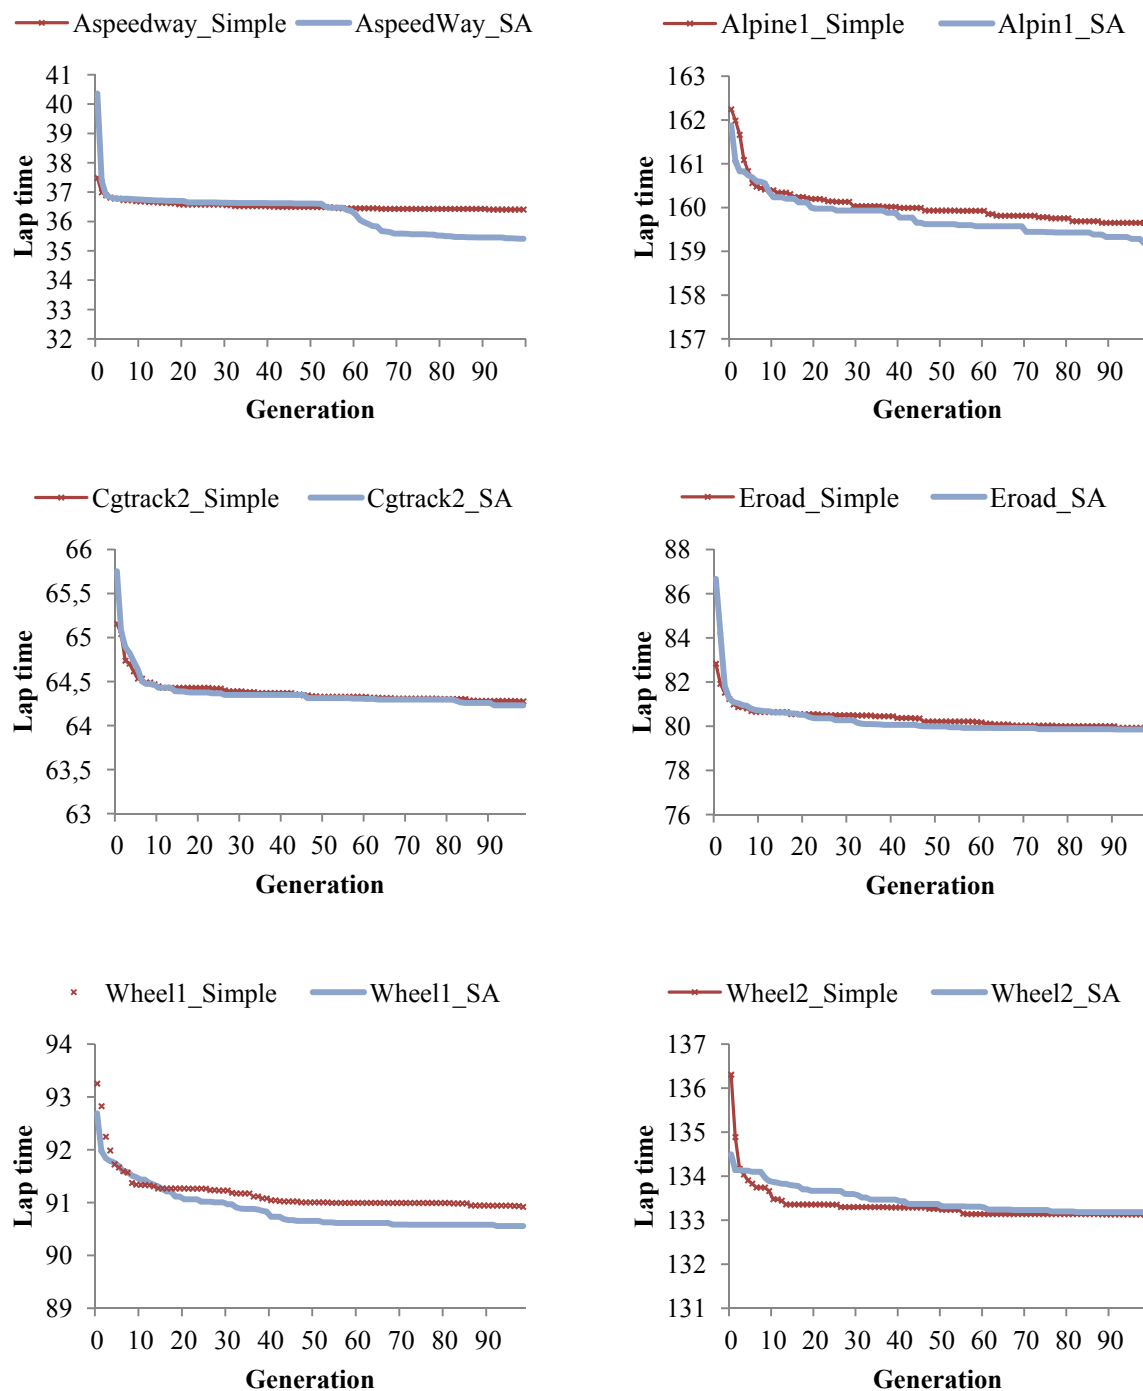 Aspeedway_Simple AspeedWay_SA
41
40
39
38
37
36
35
34
33
32
Lap time
0 10 20 30 40 50 60 70 80 90
Generation
Alpine1_Simple Alpin1_SA
163
162
161
160
159
158
157
Lap time
0 10 20 30 40 50 60 70 80 90
Generation
Cgtrack2_Simple Cgtrack2_SA
66
65,5
65
64,5
64
63,5
63
Lap time
0 10 20 30 40 50 60 70 80 90
Generation
Eroad_Simple Eroad_SA
88
86
84
82
80
78
76
Lap time
0 10 20 30 40 50 60 70 80 90
Generation
Wheel1_Simple Wheel1_SA
94
93
92
91
90
89
Lap time
0 10 20 30 40 50 60 70 80 90
Generation
Wheel2_Simple Wheel2_SA
137
136
135
134
133
132
131
Lap time
0 10 20 30 40 50 60 70 80 90
Generation